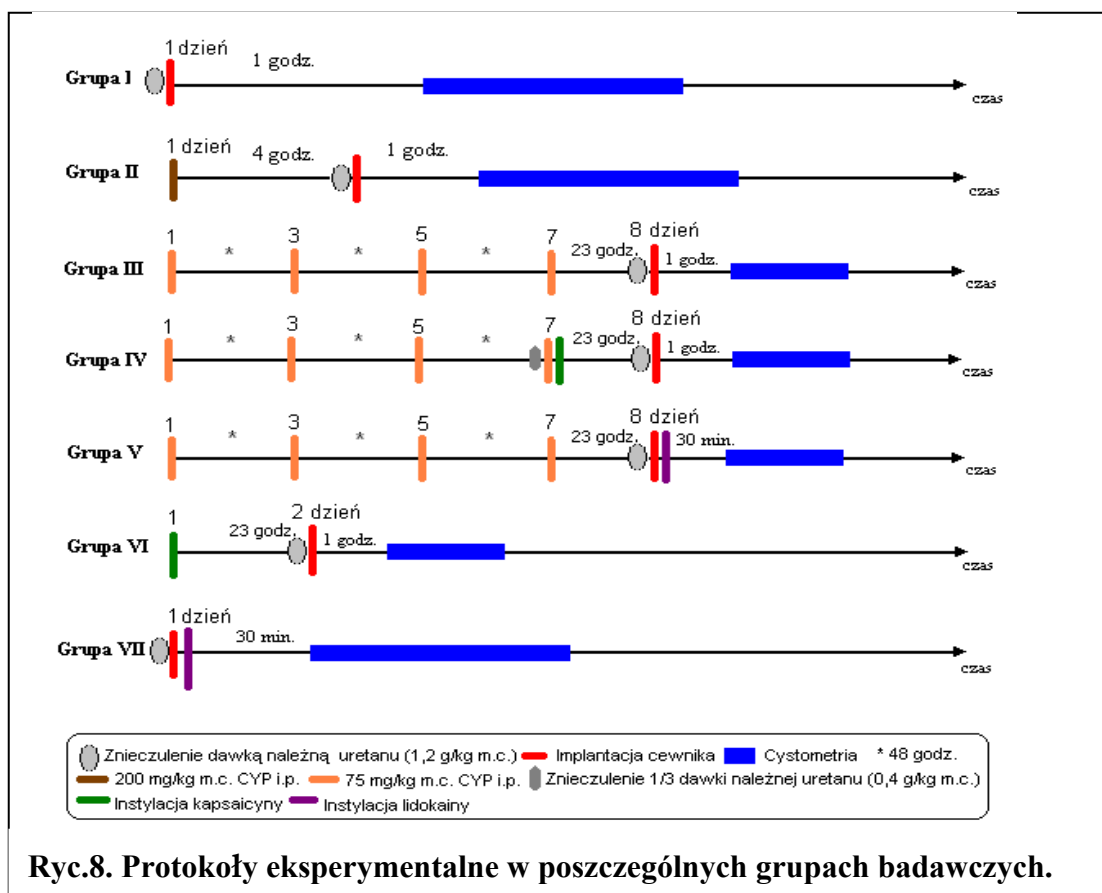 1 dzień
Grupa I
1 godz.
czas
1 dzień
Grupa II
4 godz.
1 godz.
czas
1 * 3 * 5 * 7 23 godz. 8 dzień
Grupa III
1 godz.
czas
1 * 3 * 5 * 7 23 godz. 8 dzień
Grupa IV
1 godz.
czas
1 * 3 * 5 * 7 23 godz. 8 dzień
Grupa V
30 min.
czas
1 23 godz. 2 dzień
Grupa VI
1 godz.
czas
1 dzień
Grupa VII
30 min.
czas
Znieczulenie dawką należną uretanu (1,2 g/kg m.c.) Implantacja cewnika Cystometria * 48 godz.
200 mg/kg m.c. CYP i.p. 75 mg/kg m.c. CYP i.p. Znieczulenie 1/3 dawki należnej uretanu (0,4 g/kg m.c.)
Instylacja kapsaicyny Instylacja lidokainy
Ryc.8. Protokoły eksperymentalne w poszczególnych grupach badawczych.